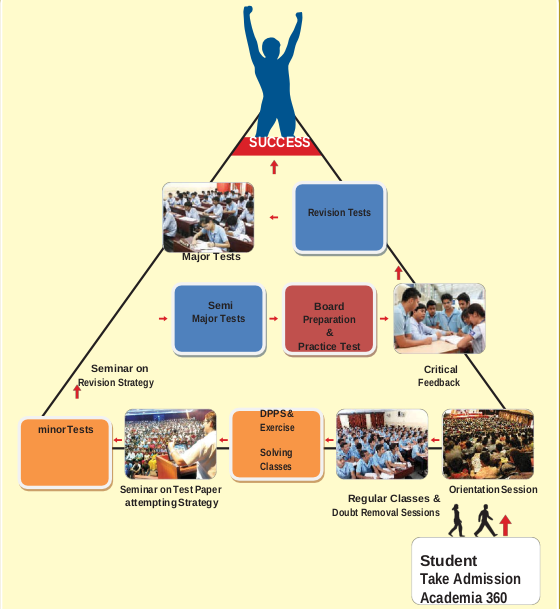 SUCCESS
Revision Tests
Major Tests
Semi
Major Tests
Board
Preparation
&
Practice Test
Seminar on
Revision Strategy
Critical
Feedback
minor Tests
DPPS &
Exercise
Solving
Classes
Seminar on Test Paper
attempting Strategy
Regular Classes &
Doubt Removal Sessions
Orientation Session
Student
Take Admission
Academia 360